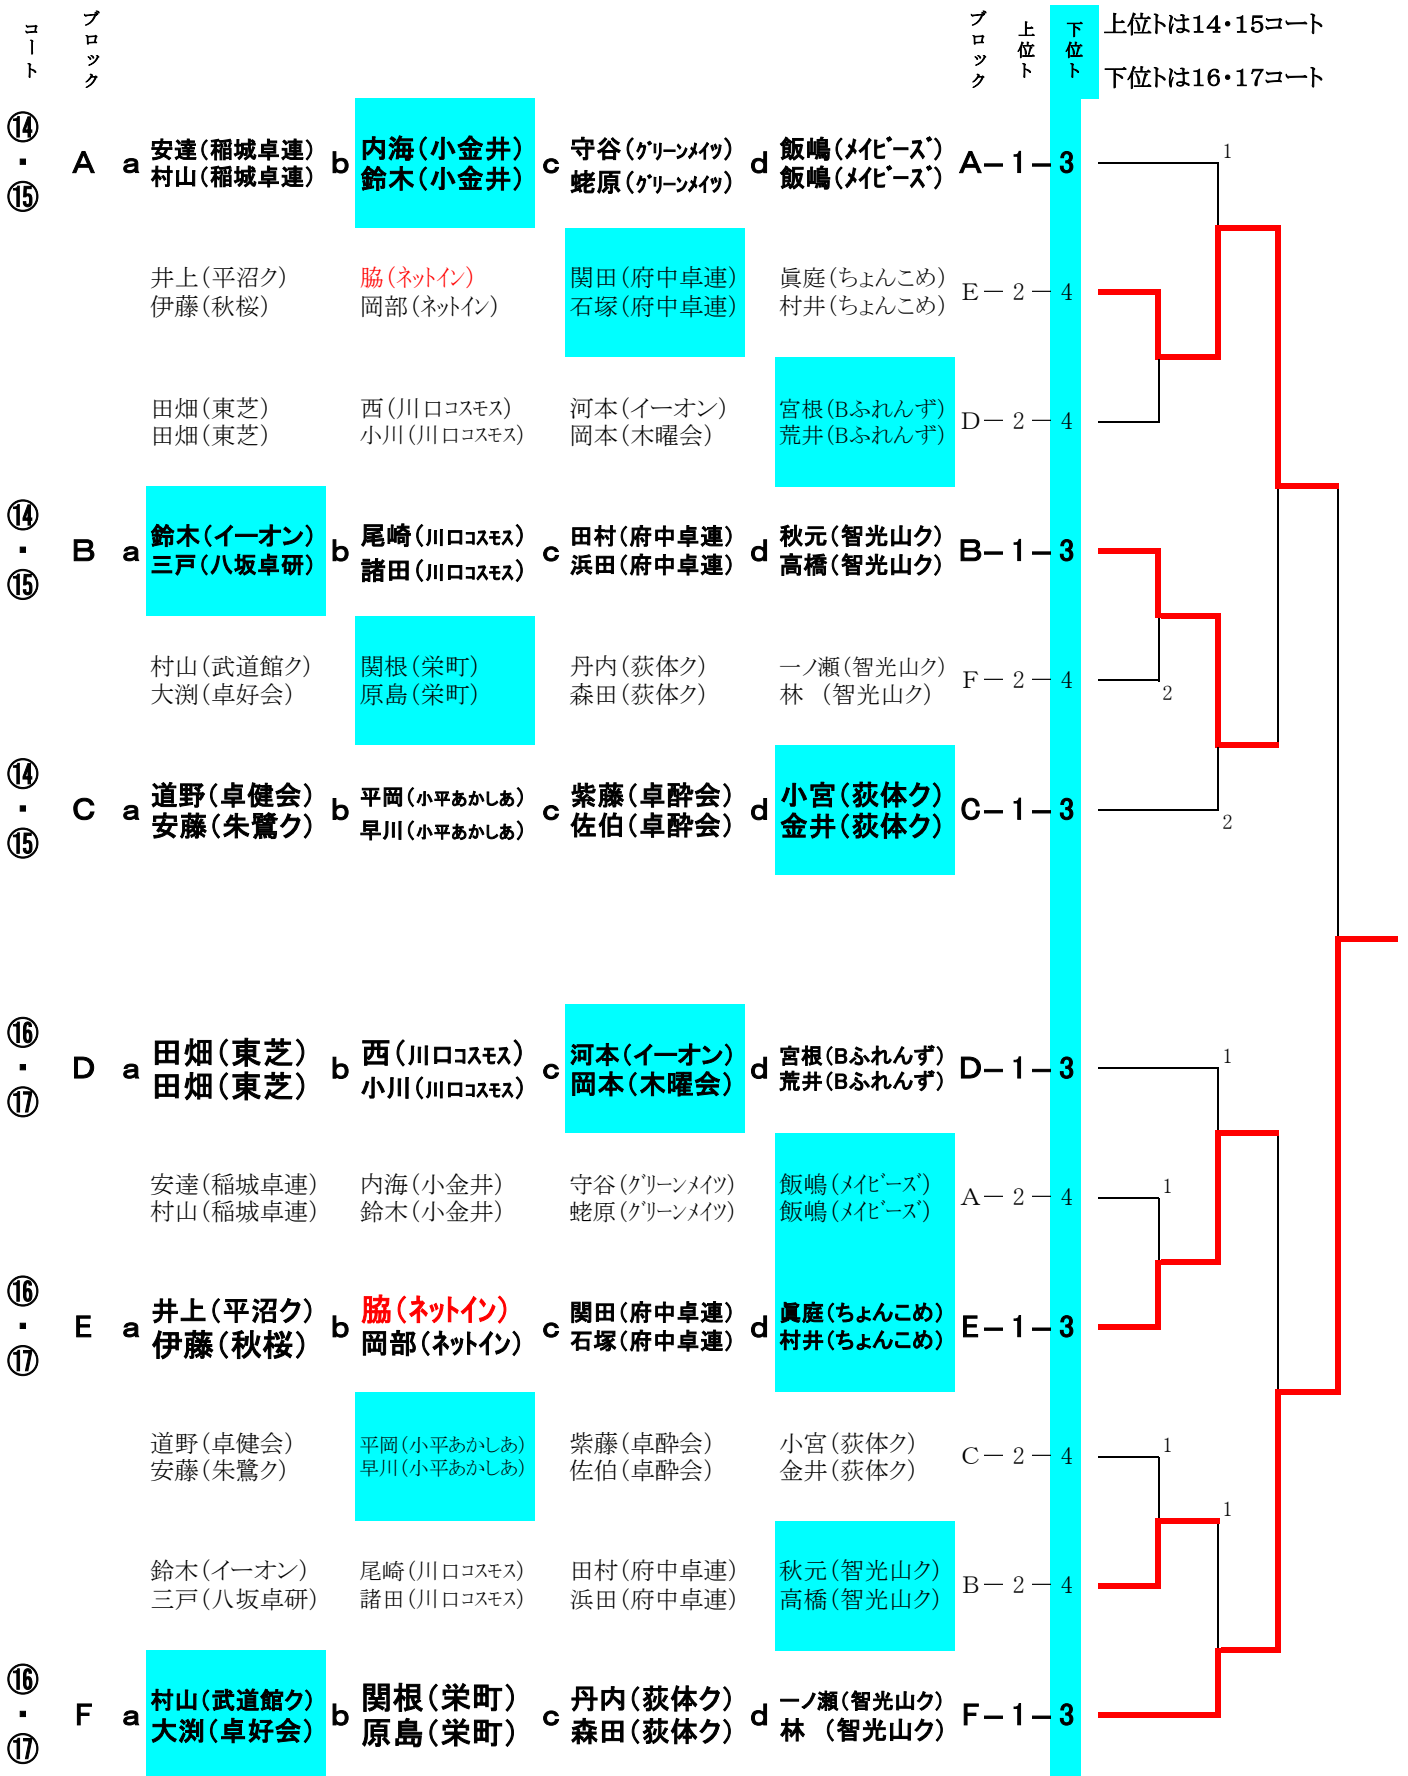 コート ブロック ブロック 上位ト 下位ト 上位トは14・15コート
下位トは16・17コート
⑭・⑮ A a 安達(稲城卓連) b 内海(小金井) c 守谷(グリーンメイツ) d 飯嶋(メイビーズ) A－1－3 1
村山(稲城卓連) 鈴木(小金井) 蛯原(グリーンメイツ) 飯嶋(メイビーズ)
井上(平沼ク) 脇(ネットイン) 関田(府中卓連) 眞庭(ちょんこめ) E－2－4
伊藤(秋桜) 岡部(ネットイン) 石塚(府中卓連) 村井(ちょんこめ)
田畑(東芝) 西(川口コスモス) 河本(イーオン) 宮根(Bふれんず) D－2－4
田畑(東芝) 小川(川口コスモス) 岡本(木曜会) 荒井(Bふれんず)
⑭・⑮ B a 鈴木(イーオン) b 尾崎(川口コスモス) c 田村(府中卓連) d 秋元(智光山ク) B－1－3
三戸(八坂卓研) 諸田(川口コスモス) 浜田(府中卓連) 高橋(智光山ク)
村山(武道館ク) 関根(栄町) 丹内(荻体ク) 一ノ瀬(智光山ク) F－2－4 2
大渕(卓好会) 原島(栄町) 森田(荻体ク) 林 (智光山ク)
⑭・⑮ C a 道野(卓健会) b 平岡(小平あかしあ) c 紫藤(卓酔会) d 小宮(荻体ク) C－1－3 2
安藤(朱鷺ク) 早川(小平あかしあ) 佐伯(卓酔会) 金井(荻体ク)
⑯・⑰ D a 田畑(東芝) b 西(川口コスモス) c 河本(イーオン) d 宮根(Bふれんず) D－1－3 1
田畑(東芝) 小川(川口コスモス) 岡本(木曜会) 荒井(Bふれんず)
安達(稲城卓連) 内海(小金井) 守谷(グリーンメイツ) 飯嶋(メイビーズ) A－2－4 1
村山(稲城卓連) 鈴木(小金井) 蛯原(グリーンメイツ) 飯嶋(メイビーズ)
⑯・⑰ E a 井上(平沼ク) b 脇(ネットイン) c 関田(府中卓連) d 眞庭(ちょんこめ) E－1－3
伊藤(秋桜) 岡部(ネットイン) 石塚(府中卓連) 村井(ちょんこめ)
道野(卓健会) 平岡(小平あかしあ) 紫藤(卓酔会) 小宮(荻体ク) C－2－4 1
安藤(朱鷺ク) 早川(小平あかしあ) 佐伯(卓酔会) 金井(荻体ク) 1
鈴木(イーオン) 尾崎(川口コスモス) 田村(府中卓連) 秋元(智光山ク) B－2－4
三戸(八坂卓研) 諸田(川口コスモス) 浜田(府中卓連) 高橋(智光山ク)
⑯・⑰ F a 村山(武道館ク) b 関根(栄町) c 丹内(荻体ク) d 一ノ瀬(智光山ク) F－1－3
大渕(卓好会) 原島(栄町) 森田(荻体ク) 林 (智光山ク)